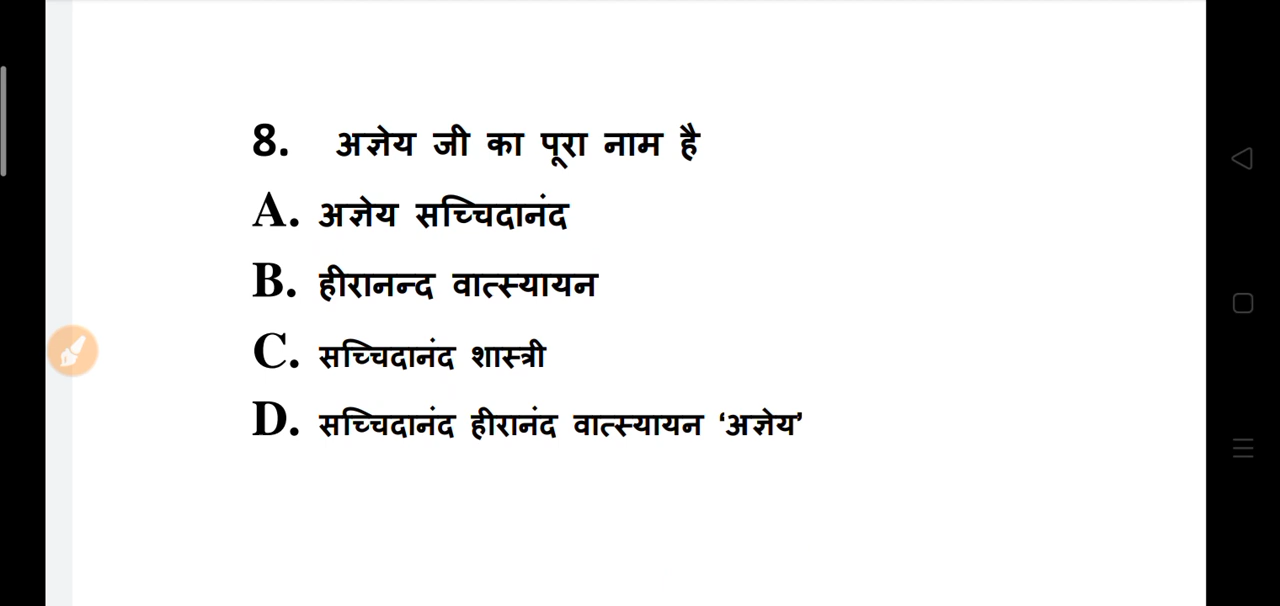 8. अज्ञेय जी का पूरा नाम है
A. अज्ञेय सच्चिदानंद
B. हीरानन्द वात्स्यायन
C. सच्चिदानंद शास्त्री
D. सच्चिदानंद हीरानंद वात्स्यायन ‘अज्ञेय’